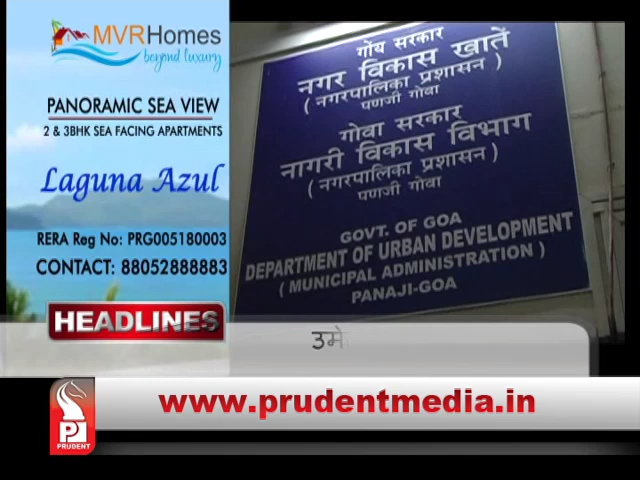 MVRHomes
beyond luxury
PANORAMIC SEA VIEW
2 & 3BHK SEA FACING APARTMENTS
Laguna Azul
RERA Reg No: PRG005180003
CONTACT: 88052888883
गोंय सरकार
नगर विकास खातें
( नगरपालिका प्रशासन )
पणजी गोवा
गोवा सरकार
नागरी विकास विभाग
( नगरपालिका प्रशासन )
पणजी गोवा
GOVT. OF GOA
DEPARTMENT OF URBAN DEVELOPMENT
( MUNICIPAL ADMINISTRATION )
PANAJI-GOA
HEADLINES
उमे
www.prudentmedia.in
PRUDENT